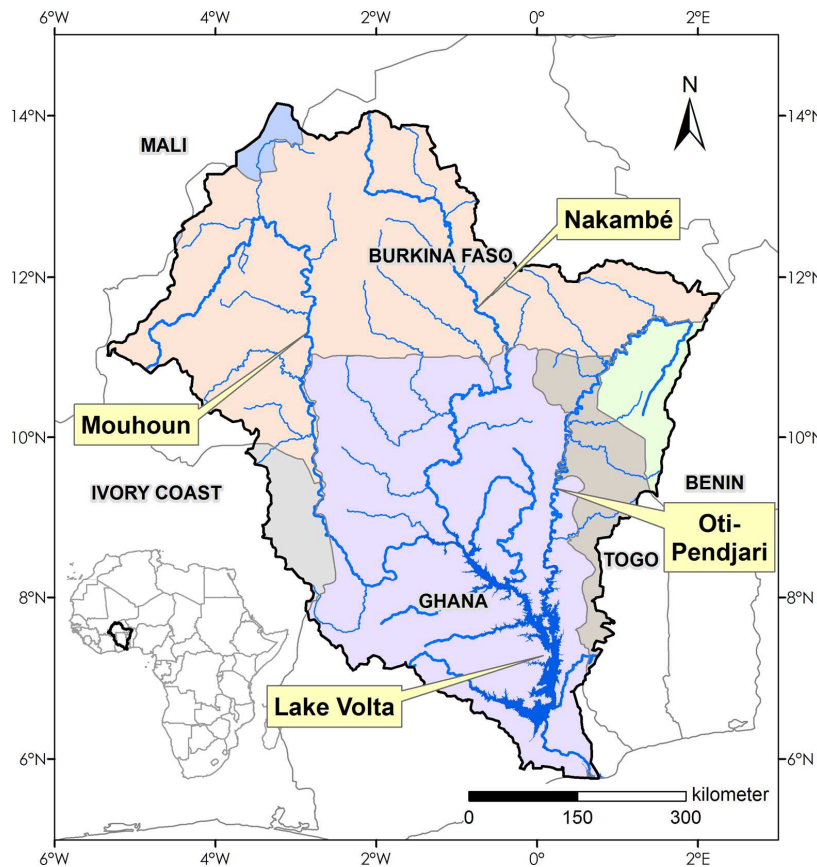 6°W 4°W 2°W 0° 2°E
14°N 14°N
N
MALI
Nakambé
BURKINA FASO
12°N 12°N
Mouhoun
10°N 10°N
IVORY COAST
BENIN
Oti-
Pendjari
TOGO
GHANA
8°N 8°N
Lake Volta
6°N 6°N
kilometer
0 150 300
6°W 4°W 2°W 0° 2°E